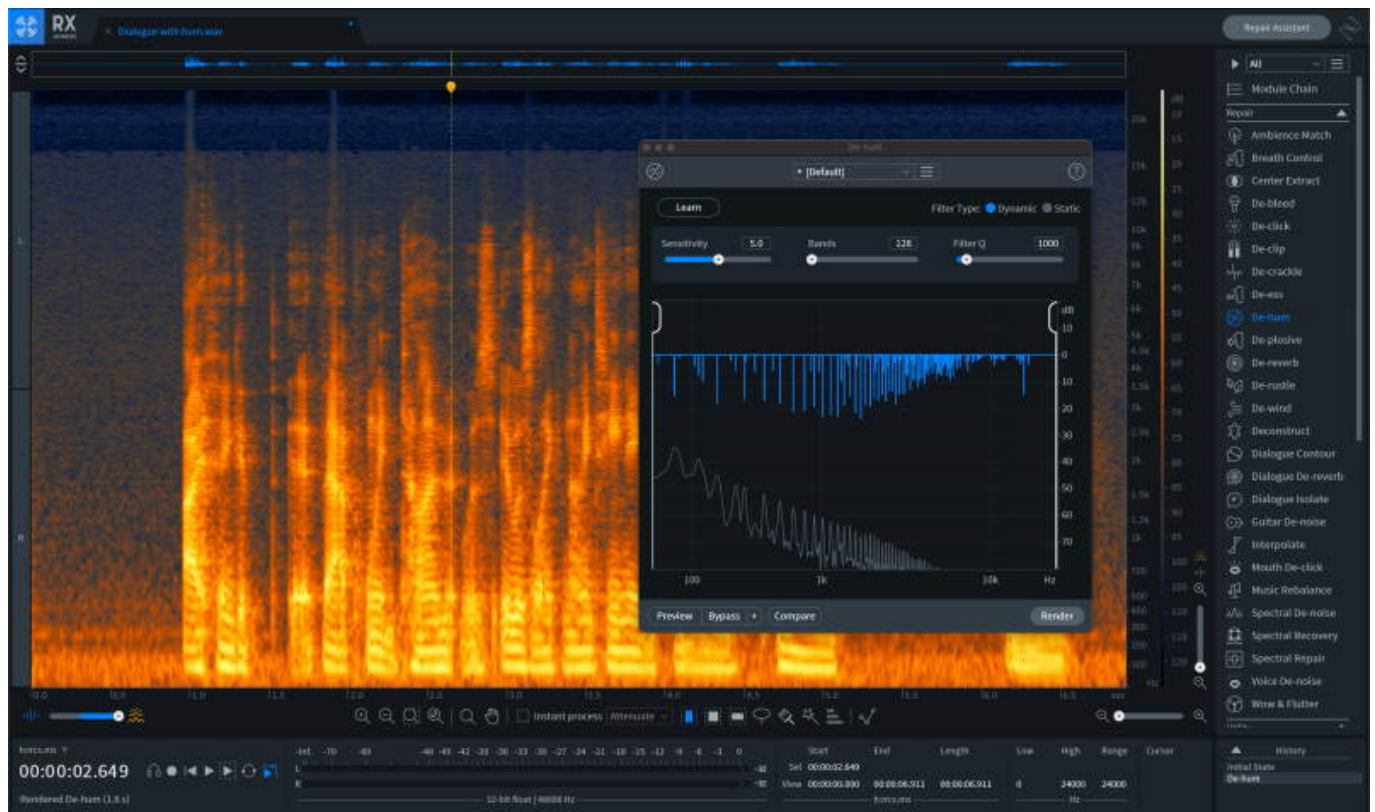 RX
Dialogue with hum.wav
Repair Assistant
All
Module Chain
Repair
Ambience Match
Breath Control
Center Extract
De-bleed
De-click
De-clip
De-crackle
De-ess
De-hum
De-plosive
De-reverb
De-rustle
De-wind
Deconstruct
Dialogue Contour
Dialogue De-reverb
Dialogue Isolate
Guitar De-noise
Interpolate
Mouth De-click
Music Rebalance
Spectral De-noise
Spectral Recovery
Spectral Repair
Voice De-noise
Wow & Flutter
De-hum
[Default]
Learn
Filter Type: Dynamic Static
Sensitivity 5.0 Bands 128 Filter Q 1000
dB
10
0
10
20
30
40
50
60
70
100 1k 10k Hz
Preview Bypass + Compare Render
L
R
Instant process Attenuate
h:m:s.ms
00:00:02.649
Rendered De-hum (1.8 s)
-Inf. -70
32-bit float | 48000 Hz
Start End Length Low High Range Cursor
Sel 00:00:02.649
View 00:00:00.000 00:00:06.911 00:00:06.911 0 24000 24000
h:m:s.ms Hz
History
Initial State
De-hum